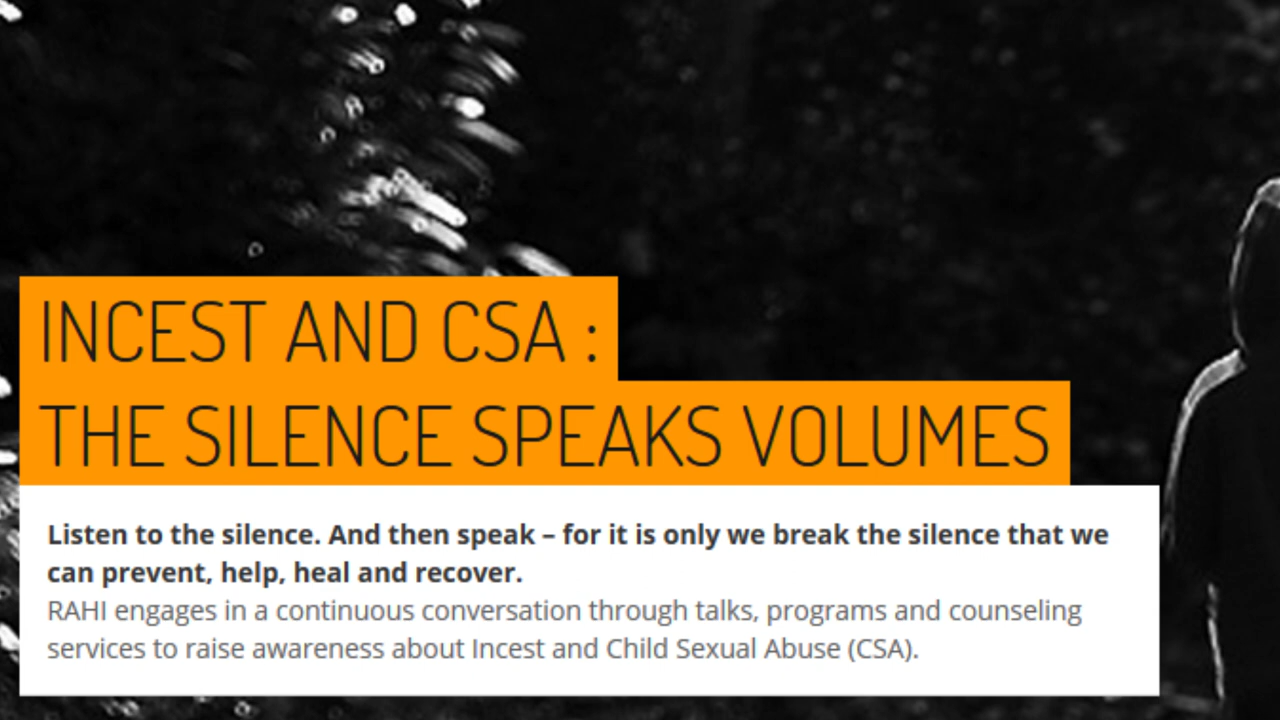 INCEST AND CSA :
THE SILENCE SPEAKS VOLUMES
Listen to the silence. And then speak – for it is only we break the silence that we
can prevent, help, heal and recover.
RAHI engages in a continuous conversation through talks, programs and counseling
services to raise awareness about Incest and Child Sexual Abuse (CSA).